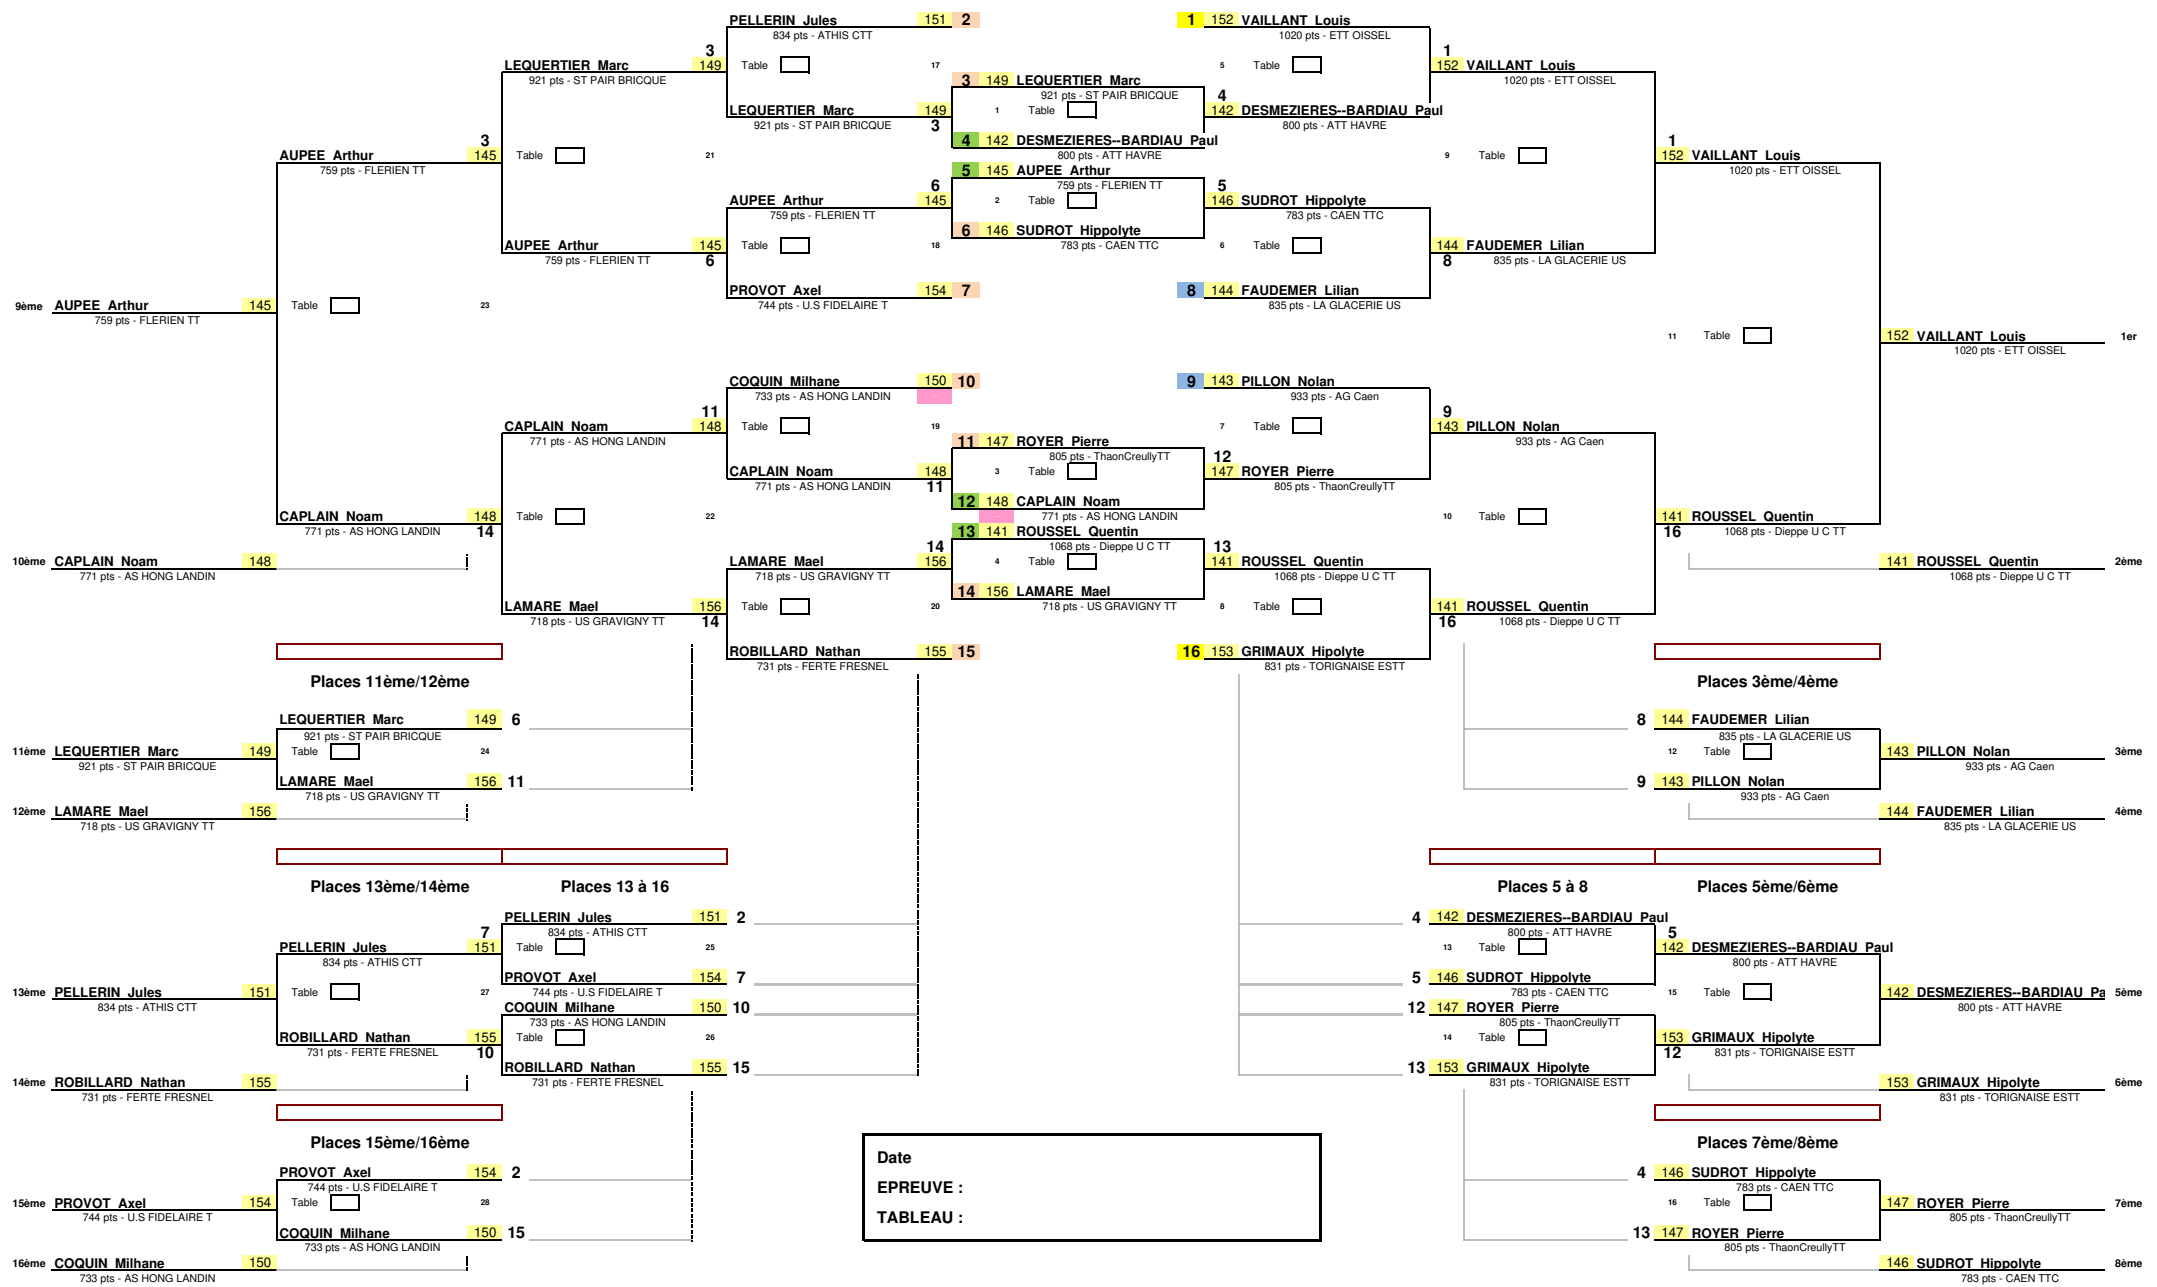 PELLERIN Jules 151 2 1 152 VAILLANT Louis
834 pts - ATHIS CTT 1020 pts - ETT OISSEL
3 1
LEQUERTIER Marc 149 Table 17 5 Table 152 VAILLANT Louis
921 pts - ST PAIR BRICQUE 3 149 LEQUERTIER Marc 1020 pts - ETT OISSEL
921 pts - ST PAIR BRICQUE 4
LEQUERTIER Marc 149 1 Table 142 DESMEZIERES--BARDIAU Paul
921 pts - ST PAIR BRICQUE 3 800 pts - ATT HAVRE
3 4 142 DESMEZIERES--BARDIAU Paul 1
AUPEE Arthur 145 Table 21 800 pts - ATT HAVRE 9 Table 152 VAILLANT Louis
759 pts - FLERIEN TT 5 145 AUPEE Arthur 1020 pts - ETT OISSEL
6 759 pts - FLERIEN TT 5
AUPEE Arthur 145 2 Table 146 SUDROT Hippolyte
759 pts - FLERIEN TT 783 pts - CAEN TTC
6 146 SUDROT Hippolyte
AUPEE Arthur 145 Table 18 783 pts - CAEN TTC 6 Table 144 FAUDEMER Lilian
759 pts - FLERIEN TT 6 8 835 pts - LA GLACERIE US
PROVOT Axel 154 7 8 144 FAUDEMER Lilian
9ème AUPEE Arthur 145 Table 23 744 pts - U.S FIDELAIRE T 835 pts - LA GLACERIE US
759 pts - FLERIEN TT
11 Table 152 VAILLANT Louis 1er
1020 pts - ETT OISSEL
COQUIN Milhane 150 10 9 143 PILLON Nolan
733 pts - AS HONG LANDIN 933 pts - AG Caen
11 9
CAPLAIN Noam 148 Table 19 7 Table 143 PILLON Nolan
771 pts - AS HONG LANDIN 11 147 ROYER Pierre 933 pts - AG Caen
805 pts - ThaonCreullyTT 12
CAPLAIN Noam 148 3 Table 147 ROYER Pierre
771 pts - AS HONG LANDIN 11 805 pts - ThaonCreullyTT
12 148 CAPLAIN Noam
CAPLAIN Noam 148 Table 22 771 pts - AS HONG LANDIN 10 Table 141 ROUSSEL Quentin
771 pts - AS HONG LANDIN 14 13 141 ROUSSEL Quentin 16 1068 pts - Dieppe U C TT
14 1068 pts - Dieppe U C TT 13
10ème CAPLAIN Noam 148 LAMARE Mael 156 4 Table 141 ROUSSEL Quentin 141 ROUSSEL Quentin 2ème
771 pts - AS HONG LANDIN 718 pts - US GRAVIGNY TT 1068 pts - Dieppe U C TT 1068 pts - Dieppe U C TT
14 156 LAMARE Mael
LAMARE Mael 156 Table 20 718 pts - US GRAVIGNY TT 8 Table 141 ROUSSEL Quentin
718 pts - US GRAVIGNY TT 14 16 1068 pts - Dieppe U C TT
ROBILLARD Nathan 155 15 16 153 GRIMAUX Hipolyte
731 pts - FERTE FRESNEL 831 pts - TORIGNAISE ESTT
Places 11ème/12ème Places 3ème/4ème
LEQUERTIER Marc 149 6 8 144 FAUDEMER Lilian
921 pts - ST PAIR BRICQUE 835 pts - LA GLACERIE US
11ème LEQUERTIER Marc 149 Table 24 12 Table 143 PILLON Nolan 3ème
921 pts - ST PAIR BRICQUE 933 pts - AG Caen
LAMARE Mael 156 11 9 143 PILLON Nolan
718 pts - US GRAVIGNY TT 933 pts - AG Caen
12ème LAMARE Mael 156 144 FAUDEMER Lilian 4ème
718 pts - US GRAVIGNY TT 835 pts - LA GLACERIE US
Places 13ème/14ème Places 13 à 16 Places 5 à 8 Places 5ème/6ème
PELLERIN Jules 151 2 4 142 DESMEZIERES--BARDIAU Paul
7 834 pts - ATHIS CTT 800 pts - ATT HAVRE 5
PELLERIN Jules 151 Table 25 13 Table 142 DESMEZIERES--BARDIAU Paul
834 pts - ATHIS CTT 800 pts - ATT HAVRE
PROVOT Axel 154 7 5 146 SUDROT Hippolyte
13ème PELLERIN Jules 151 Table 27 744 pts - U.S FIDELAIRE T 783 pts - CAEN TTC 15 Table 142 DESMEZIERES--BARDIAU Pa 5ème
834 pts - ATHIS CTT COQUIN Milhane 150 10 12 147 ROYER Pierre 800 pts - ATT HAVRE
733 pts - AS HONG LANDIN 805 pts - ThaonCreullyTT
ROBILLARD Nathan 155 Table 26 14 Table 153 GRIMAUX Hipolyte
731 pts - FERTE FRESNEL 10 12 831 pts - TORIGNAISE ESTT
ROBILLARD Nathan 155 15 13 153 GRIMAUX Hipolyte
14ème ROBILLARD Nathan 155 731 pts - FERTE FRESNEL 831 pts - TORIGNAISE ESTT 153 GRIMAUX Hipolyte 6ème
731 pts - FERTE FRESNEL 831 pts - TORIGNAISE ESTT
Places 15ème/16ème Places 7ème/8ème
Date
PROVOT Axel 154 2 4 146 SUDROT Hippolyte
744 pts - U.S FIDELAIRE T EPREUVE : 783 pts - CAEN TTC
15ème PROVOT Axel 154 Table 28 16 Table 147 ROYER Pierre 7ème
744 pts - U.S FIDELAIRE T TABLEAU : 805 pts - ThaonCreullyTT
COQUIN Milhane 150 15 13 147 ROYER Pierre
733 pts - AS HONG LANDIN 805 pts - ThaonCreullyTT
16ème COQUIN Milhane 150 146 SUDROT Hippolyte 8ème
733 pts - AS HONG LANDIN 783 pts - CAEN TTC